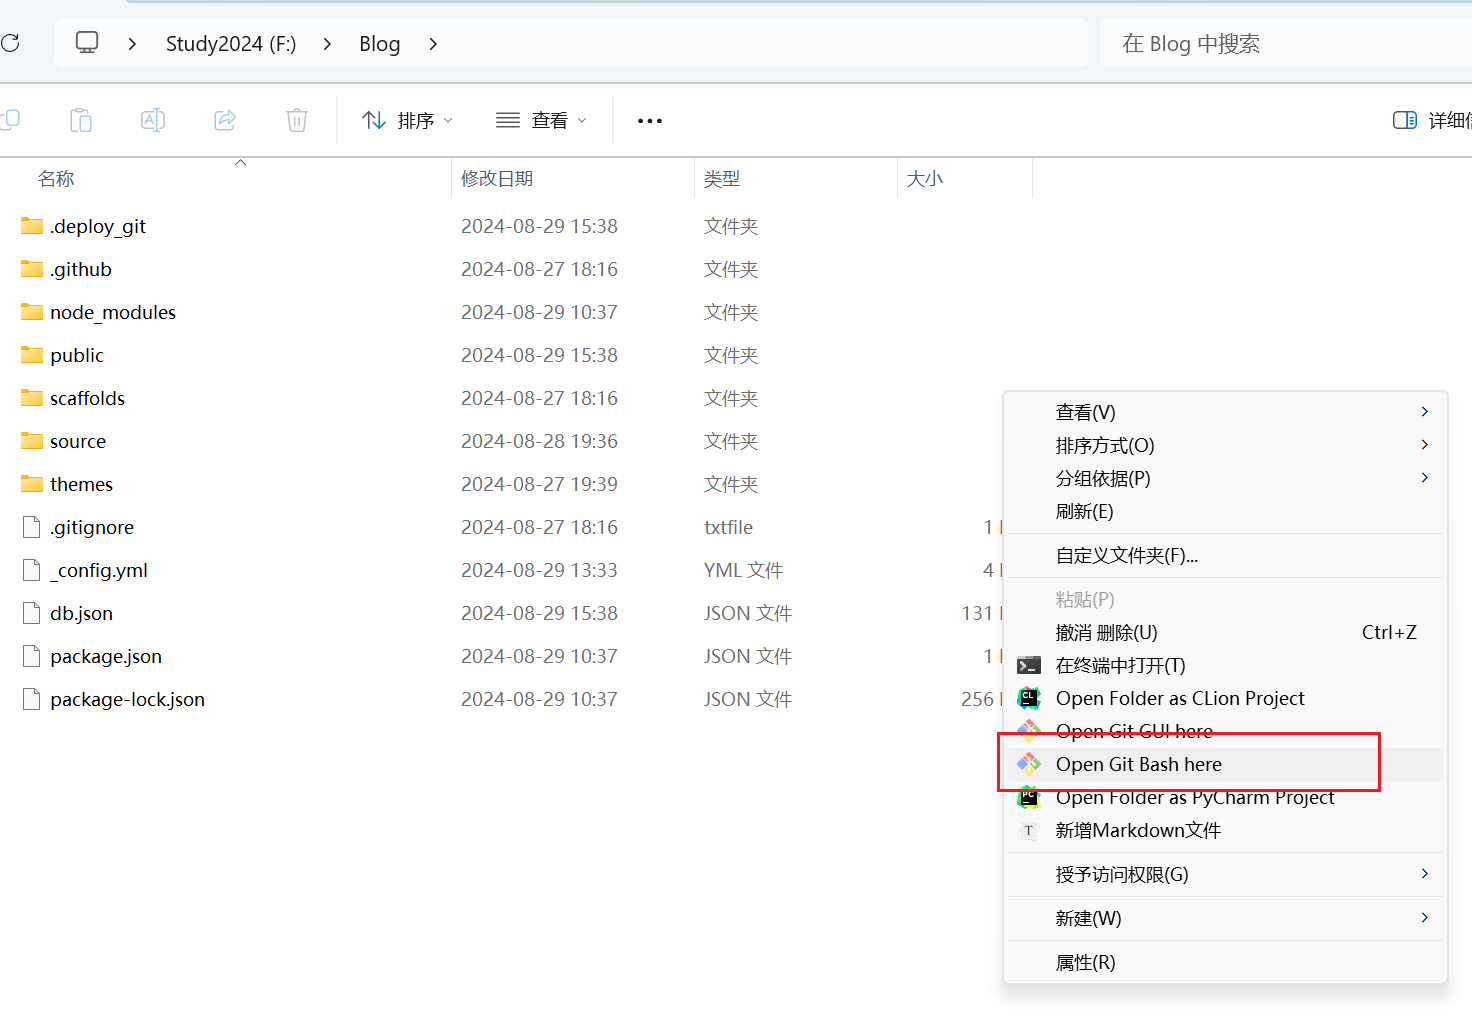 Study2024 (F:) Blog
在 Blog 中搜索
排序 查看 详细信
名称 修改日期 类型 大小
.deploy_git 2024-08-29 15:38 文件夹
.github 2024-08-27 18:16 文件夹
node_modules 2024-08-29 10:37 文件夹
public 2024-08-29 15:38 文件夹
scaffolds 2024-08-27 18:16 文件夹
source 2024-08-28 19:36 文件夹
themes 2024-08-27 19:39 文件夹
.gitignore 2024-08-27 18:16 txtfile 1
_config.yml 2024-08-29 13:33 YML 文件 4
db.json 2024-08-29 15:38 JSON 文件 131
package.json 2024-08-29 10:37 JSON 文件 1
package-lock.json 2024-08-29 10:37 JSON 文件 256
查看(V)
排序方式(O)
分组依据(P)
刷新(E)
自定义文件夹(F)...
粘贴(P)
撤消 删除(U) Ctrl+Z
在终端中打开(T)
Open Folder as CLion Project
Open Git GUI here
Open Git Bash here
Open Folder as PyCharm Project
新增Markdown文件
授予访问权限(G)
新建(W)
属性(R)